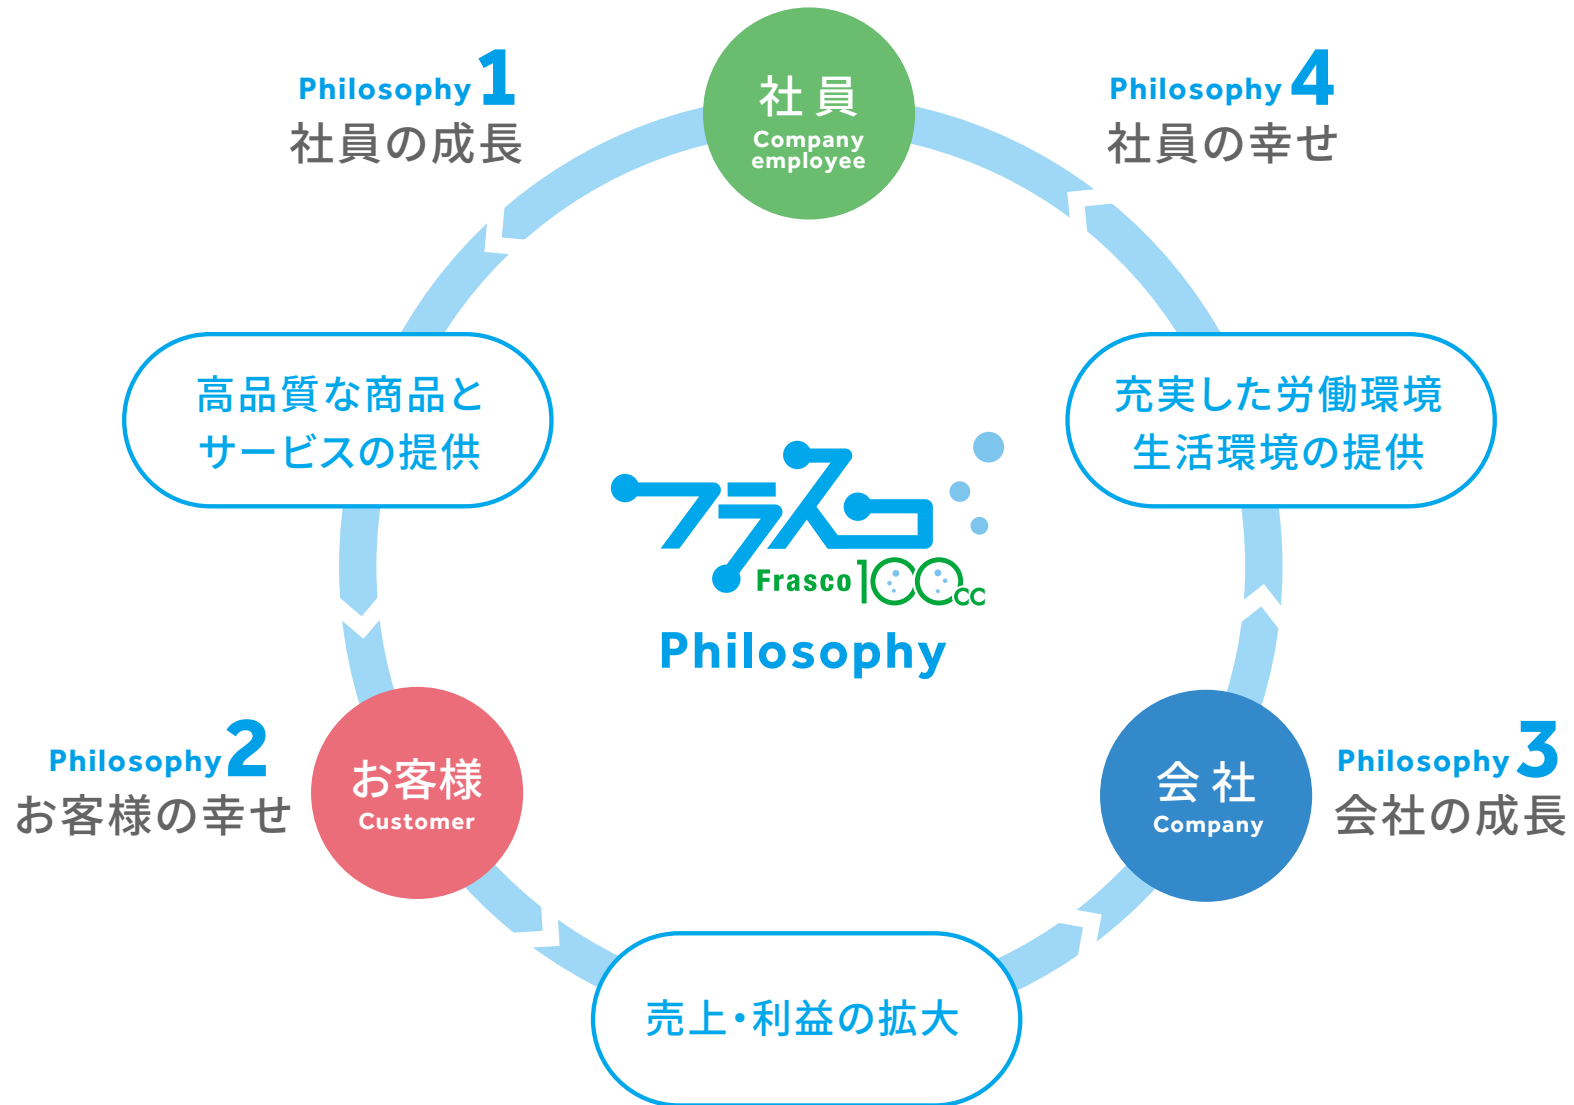 Philosophy 1
社員の成長
社員
Company
employee
Philosophy 4
社員の幸せ
高品質な商品と
サービスの提供
充実した労働環境
生活環境の提供
フラスコ
Frasco 100cc
Philosophy
Philosophy 2
お客様の幸せ
お客様
Customer
会社
Company
Philosophy 3
会社の成長
売上・利益の拡大